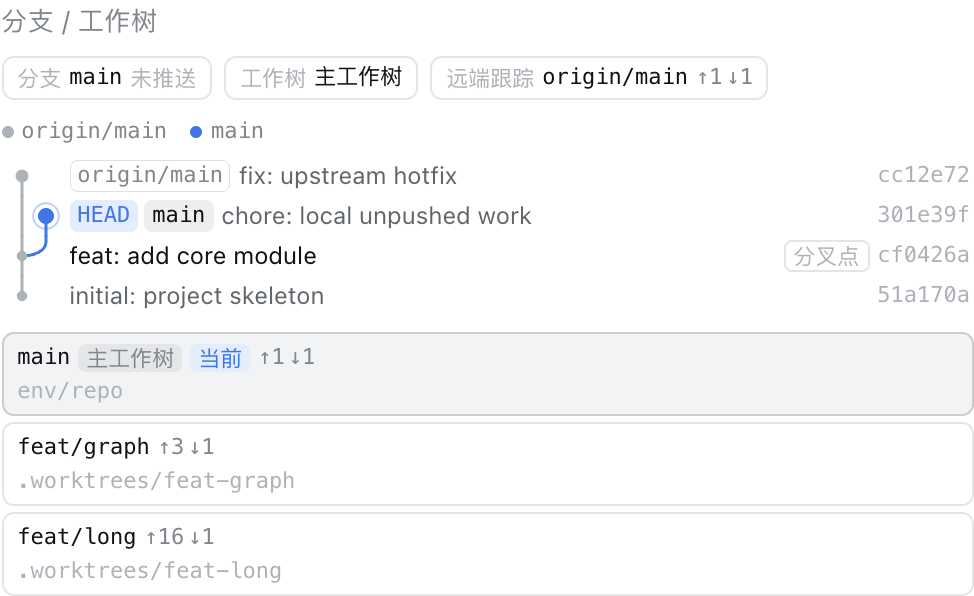 分支 / 工作树
分支 main 未推送 工作树 主工作树 远端跟踪 origin/main ↑1 ↓1
origin/main main
origin/main fix: upstream hotfix cc12e72
HEAD main chore: local unpushed work 301e39f
feat: add core module 分叉点 cf0426a
initial: project skeleton 51a170a
main 主工作树 当前 ↑1 ↓1
env/repo
feat/graph ↑3 ↓1
.worktrees/feat-graph
feat/long ↑16 ↓1
.worktrees/feat-long